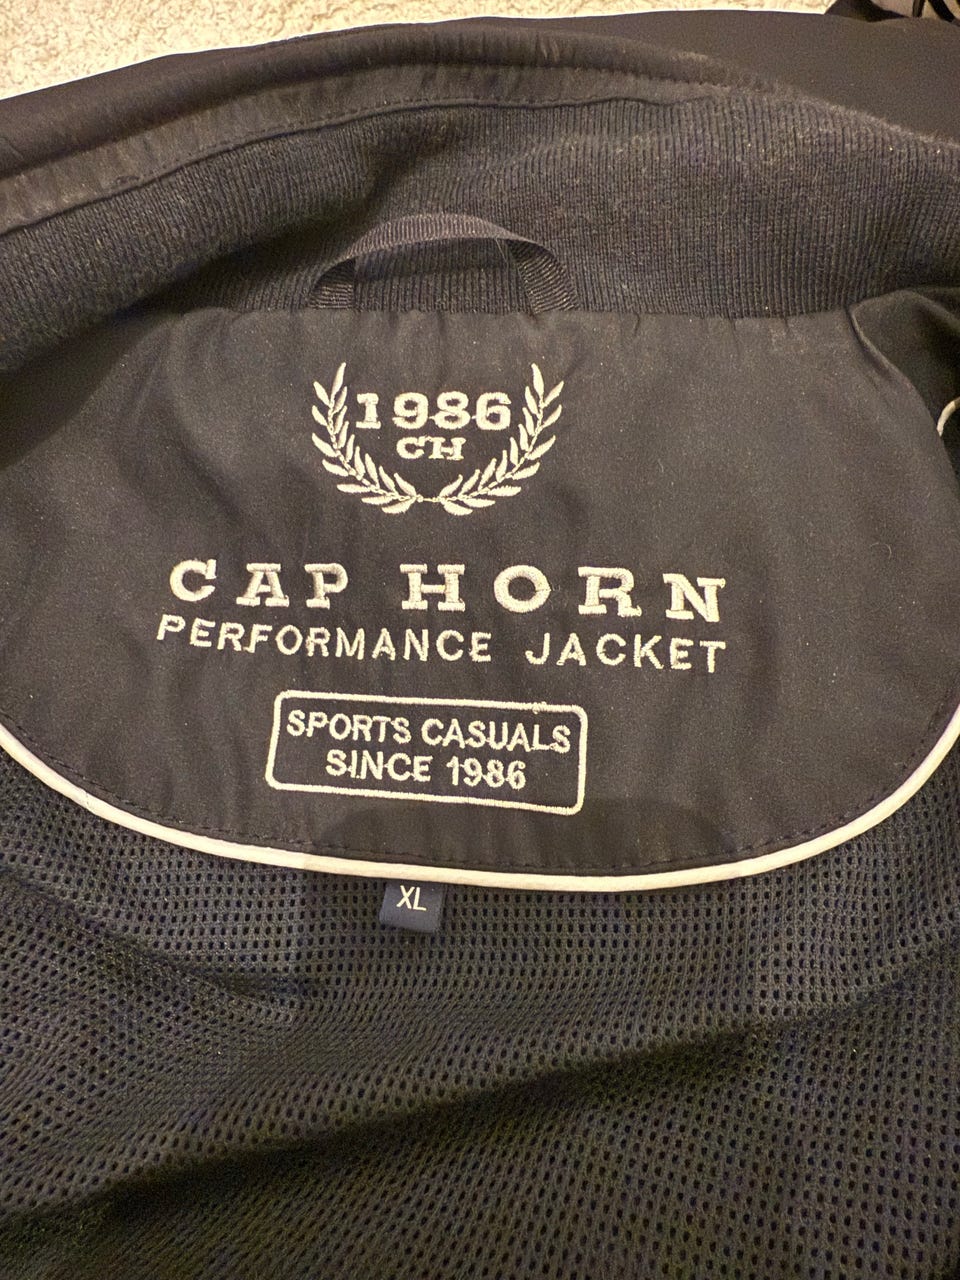 1986
CH
CAP HORN
PERFORMANCE JACKET
SPORTS CASUALS
SINCE 1986
XL